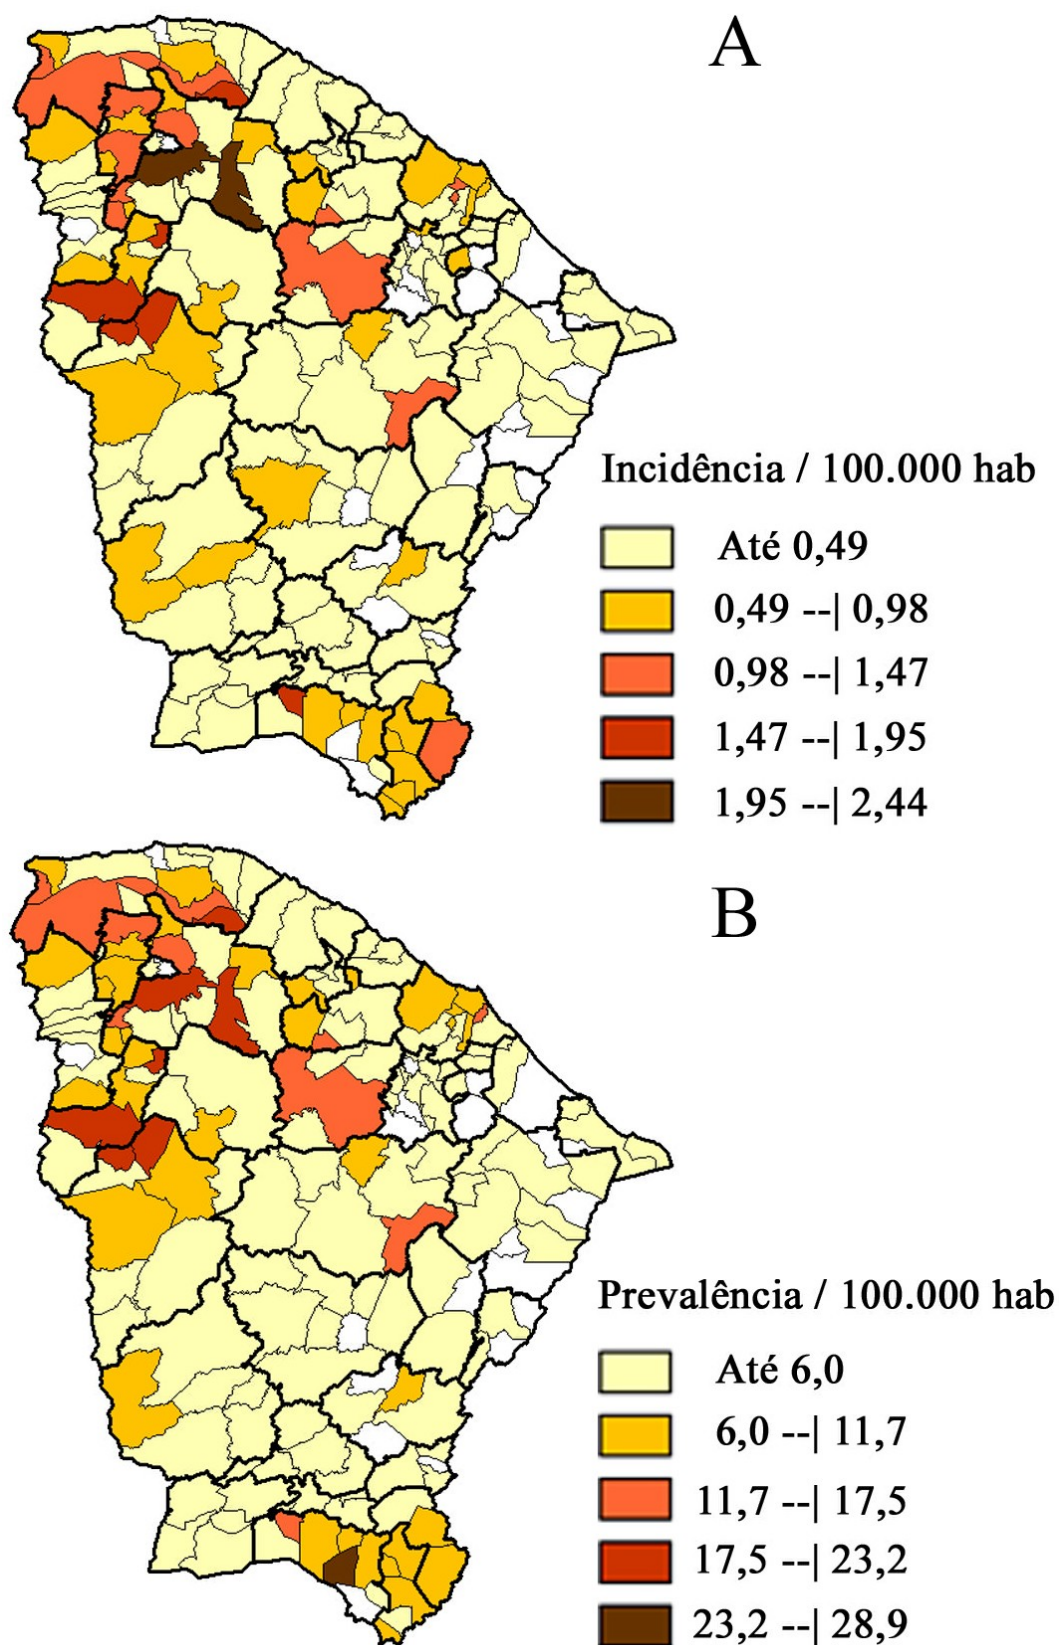 A
Incidência / 100.000 hab
Até 0,49
0,49 --| 0,98
0,98 --| 1,47
1,47 --| 1,95
1,95 --| 2,44
B
Prevalência / 100.000 hab
Até 6,0
6,0 --| 11,7
11,7 --| 17,5
17,5 --| 23,2
23,2 --| 28,9